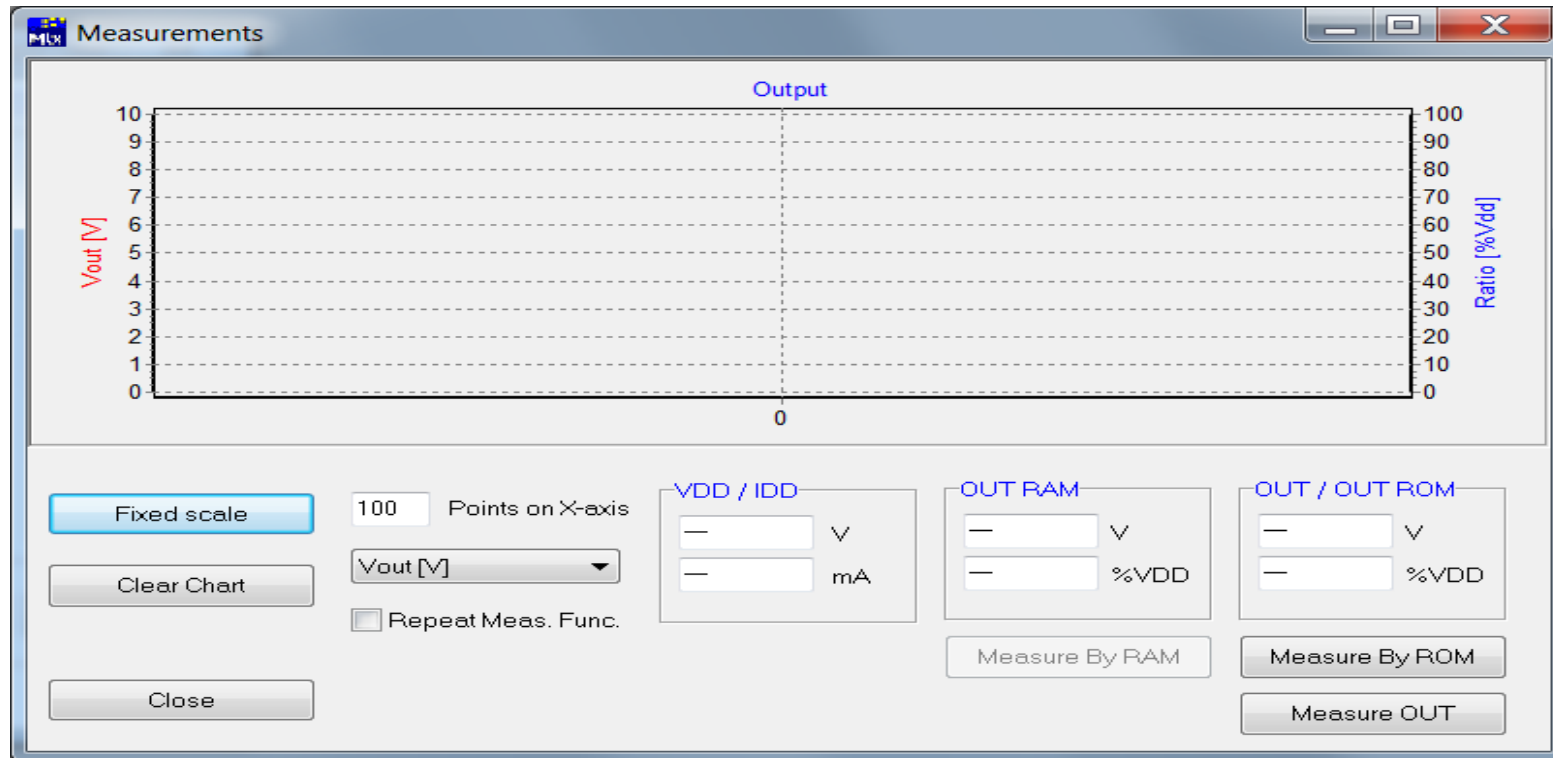 Mlx Measurements
Output
Vout [V]
10
9
8
7
6
5
4
3
2
1
0
100
90
80
70
60
50
40
30
20
10
0
Ratio [%Vdd]
0
Fixed scale
Clear Chart
Close
100 Points on X-axis
Vout [V]
Repeat Meas. Func.
VDD / IDD
— V
— mA
OUT RAM
— V
— %VDD
Measure By RAM
OUT / OUT ROM
— V
— %VDD
Measure By ROM
Measure OUT